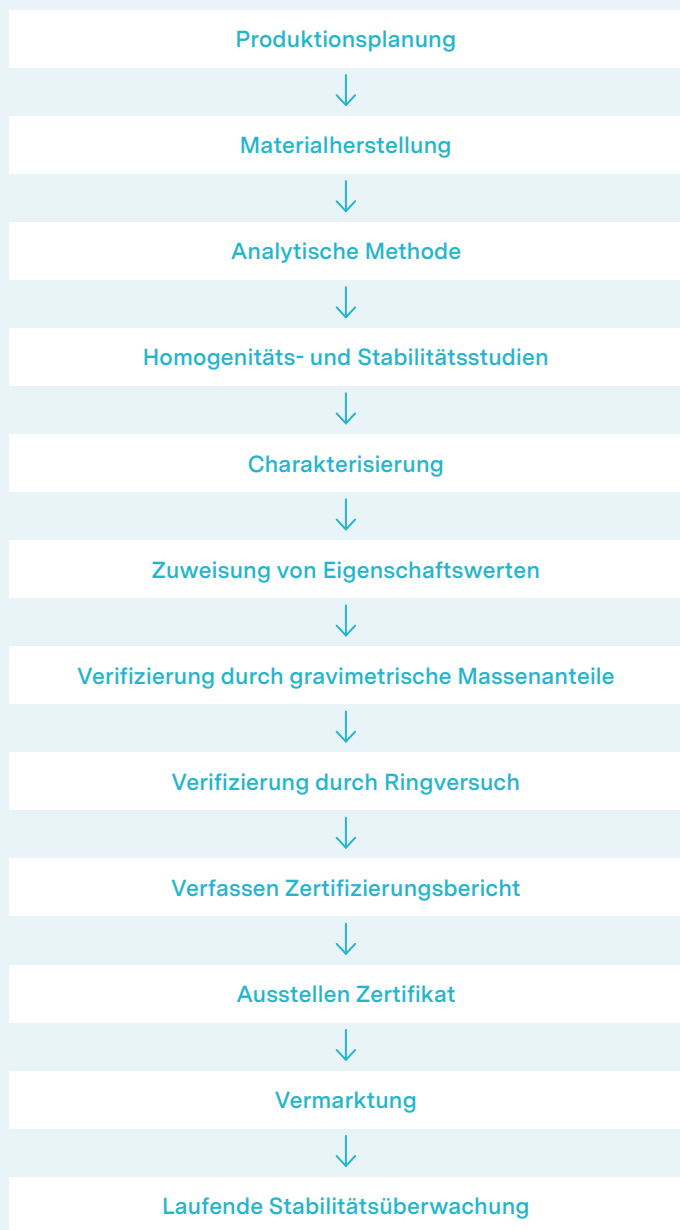 Produktionsplanung
Materialherstellung
Analytische Methode
Homogenitäts- und Stabilitätsstudien
Charakterisierung
Zuweisung von Eigenschaftswerten
Verifizierung durch gravimetrische Massenanteile
Verifizierung durch Ringversuch
Verfassen Zertifizierungsbericht
Ausstellen Zertifikat
Vermarktung
Laufende Stabilitätsüberwachung